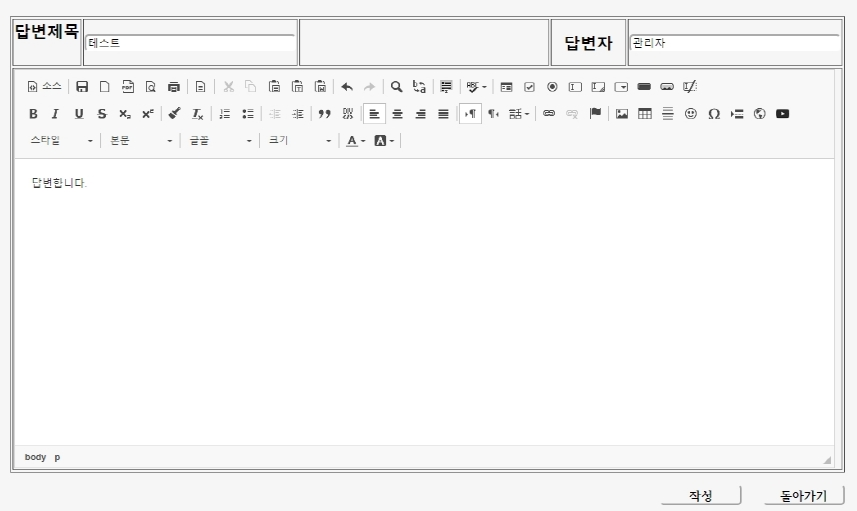 답변제목 테스트 답변자 관리자
소스
스타일 본문 글꼴 크기
답변합니다.
body p
작성 돌아가기